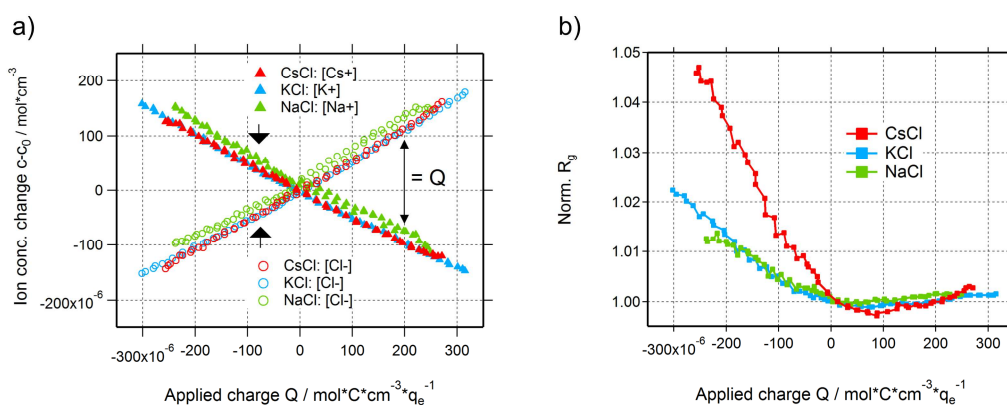 a)
Ion conc. change c-c₀ / mol*cm⁻³
200
100
0
-100
-200x10⁻⁶
CsCl: [Cs+]
KCl: [K+]
NaCl: [Na+]
= Q
CsCl: [Cl-]
KCl: [Cl-]
NaCl: [Cl-]
-300x10⁻⁶ -200 -100 0 100 200 300
Applied charge Q / mol*C*cm⁻³*qₑ⁻¹
b)
Norm. R_g
1.05
1.04
1.03
1.02
1.01
1.00
CsCl
KCl
NaCl
-300x10⁻⁶ -200 -100 0 100 200 300
Applied charge Q / mol*C*cm⁻³*qₑ⁻¹